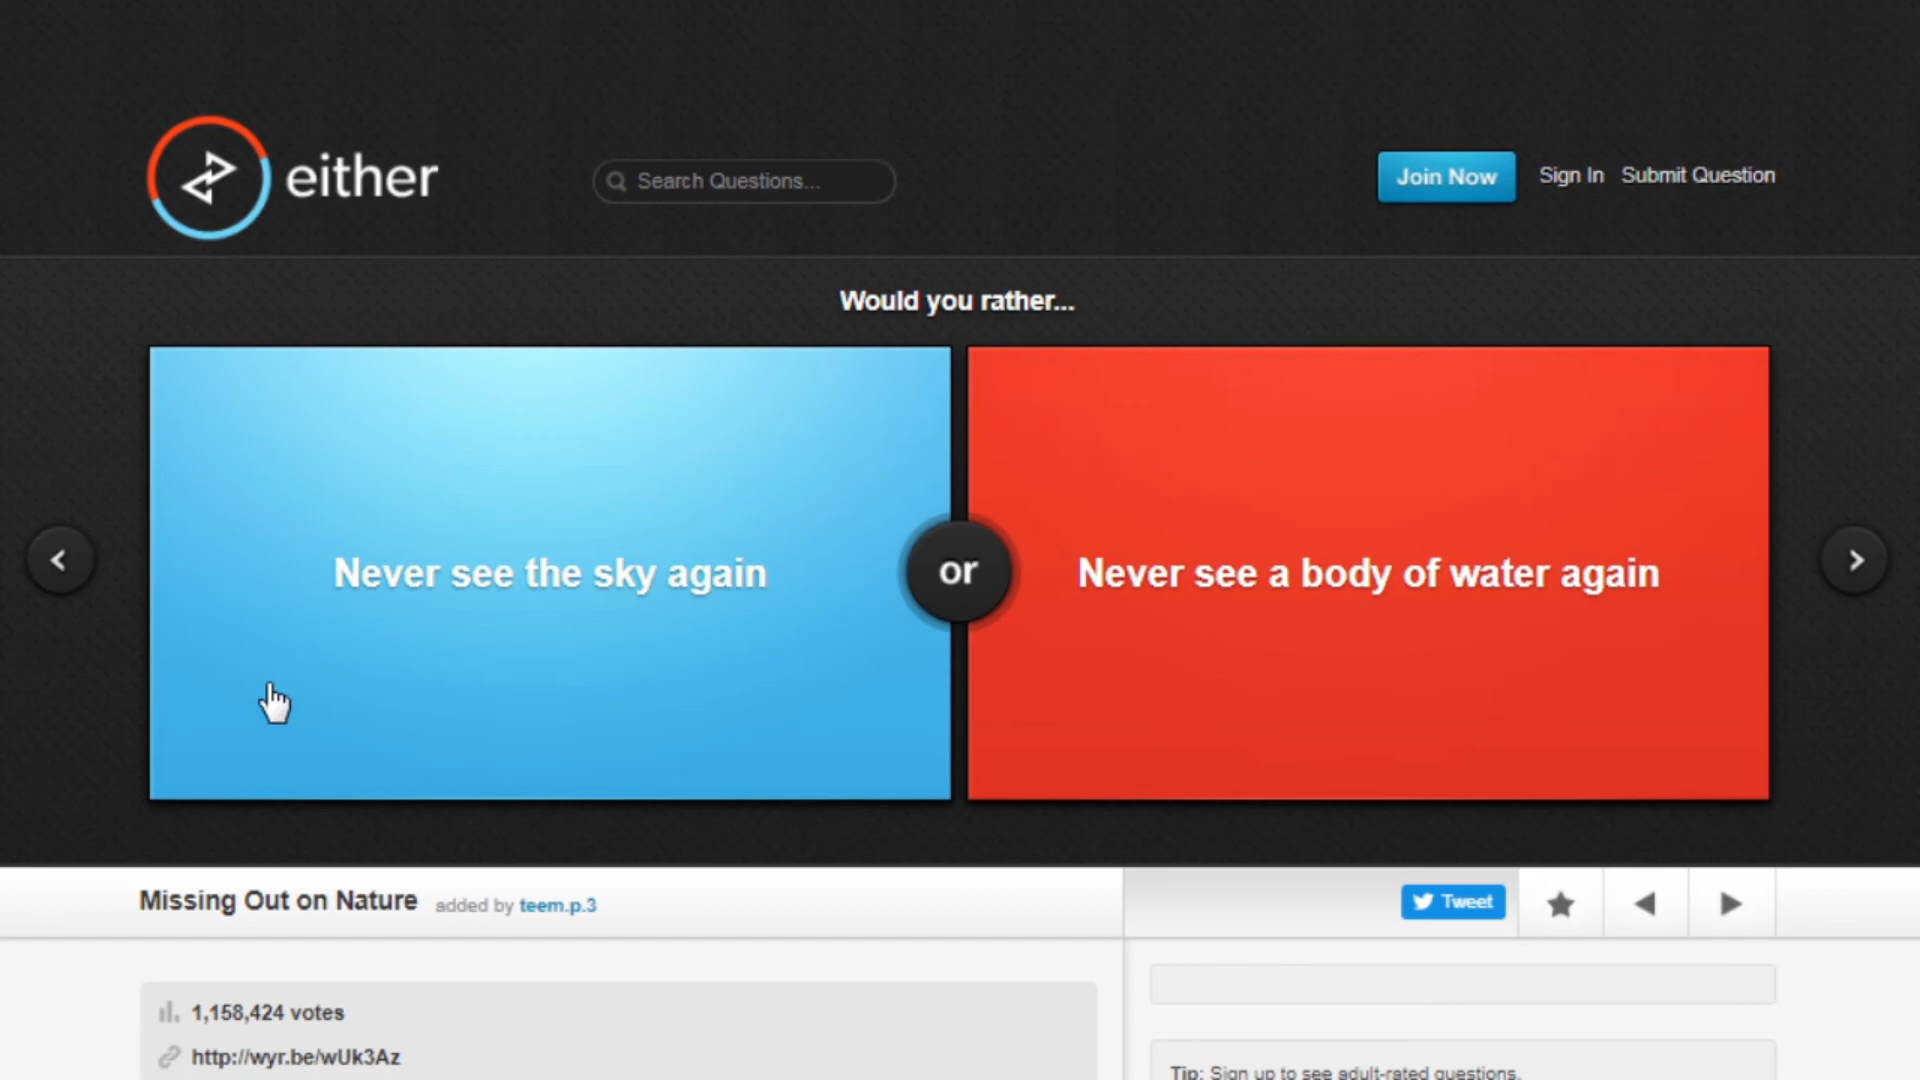 either
Search Questions...
Join Now
Sign In
Submit Question
Would you rather...
Never see the sky again
or
Never see a body of water again
Missing Out on Nature
added by teem.p.3
Tweet
1,158,424 votes
http://wyr.be/wUk3Az
Tip: Sign up to see adult-rated questions.